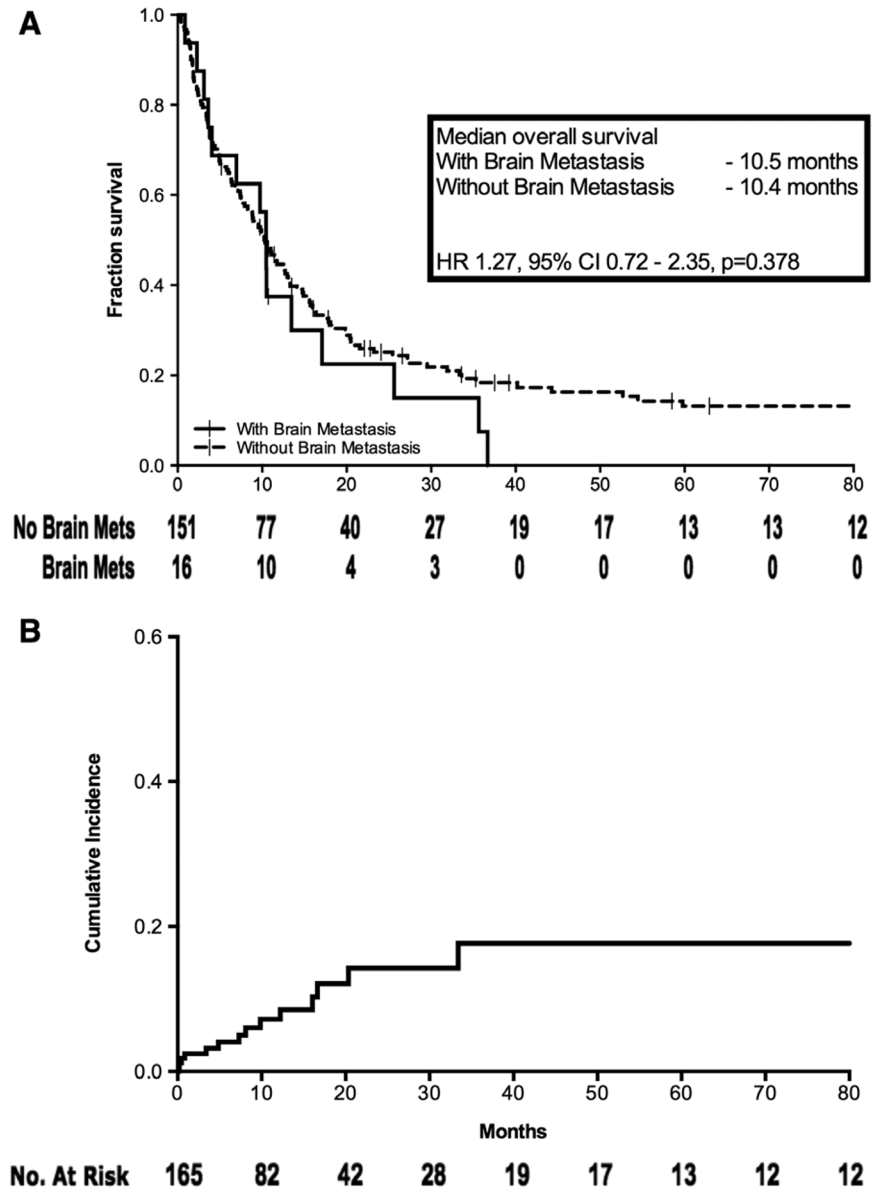 A
1.0
0.8
0.6
0.4
0.2
0.0
Fraction survival
Median overall survival
With Brain Metastasis - 10.5 months
Without Brain Metastasis - 10.4 months
HR 1.27, 95% CI 0.72 - 2.35, p=0.378
With Brain Metastasis
Without Brain Metastasis
0 10 20 30 40 50 60 70 80
No Brain Mets 151 77 40 27 19 17 13 13 12
Brain Mets 16 10 4 3 0 0 0 0 0
B
0.6
0.4
0.2
0.0
Cumulative Incidence
0 10 20 30 40 50 60 70 80
Months
No. At Risk 165 82 42 28 19 17 13 12 12